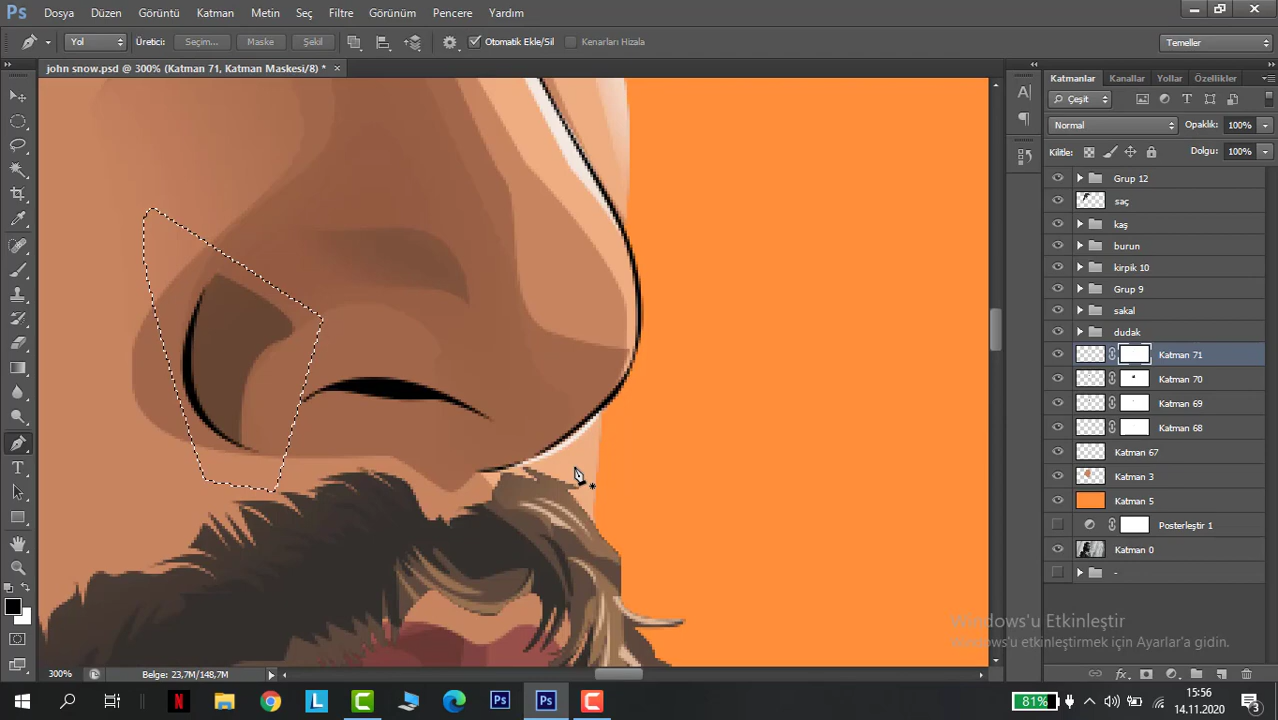 Ps Dosya Düzen Görüntü Katman Metin Seç Filtre Görünüm Pencere Yardım
Yol Üretici: Seçim... Maske Şekil Otomatik Ekle/Sil Kenarları Hizala Temeller
john snow.psd @ 300% (Katman 71, Katman Maskesi/8) *
Katmanlar Kanallar Yollar Özellikler
Çeşit
Normal Opaklık: 100%
Kilitle: Dolgu: 100%
Grup 12
saç
kaş
burun
kirpik 10
Grup 9
sakal
dudak
Katman 71
Katman 70
Katman 69
Katman 68
Katman 67
Katman 3
Katman 5
Posterleştir 1
Katman 0
-
Windows'u Etkinleştir
Windows'u etkinleştirmek için Ayarlar'a gidin.
300% Belge: 23,7M/148,7M
81% 15:56
14.11.2020
3